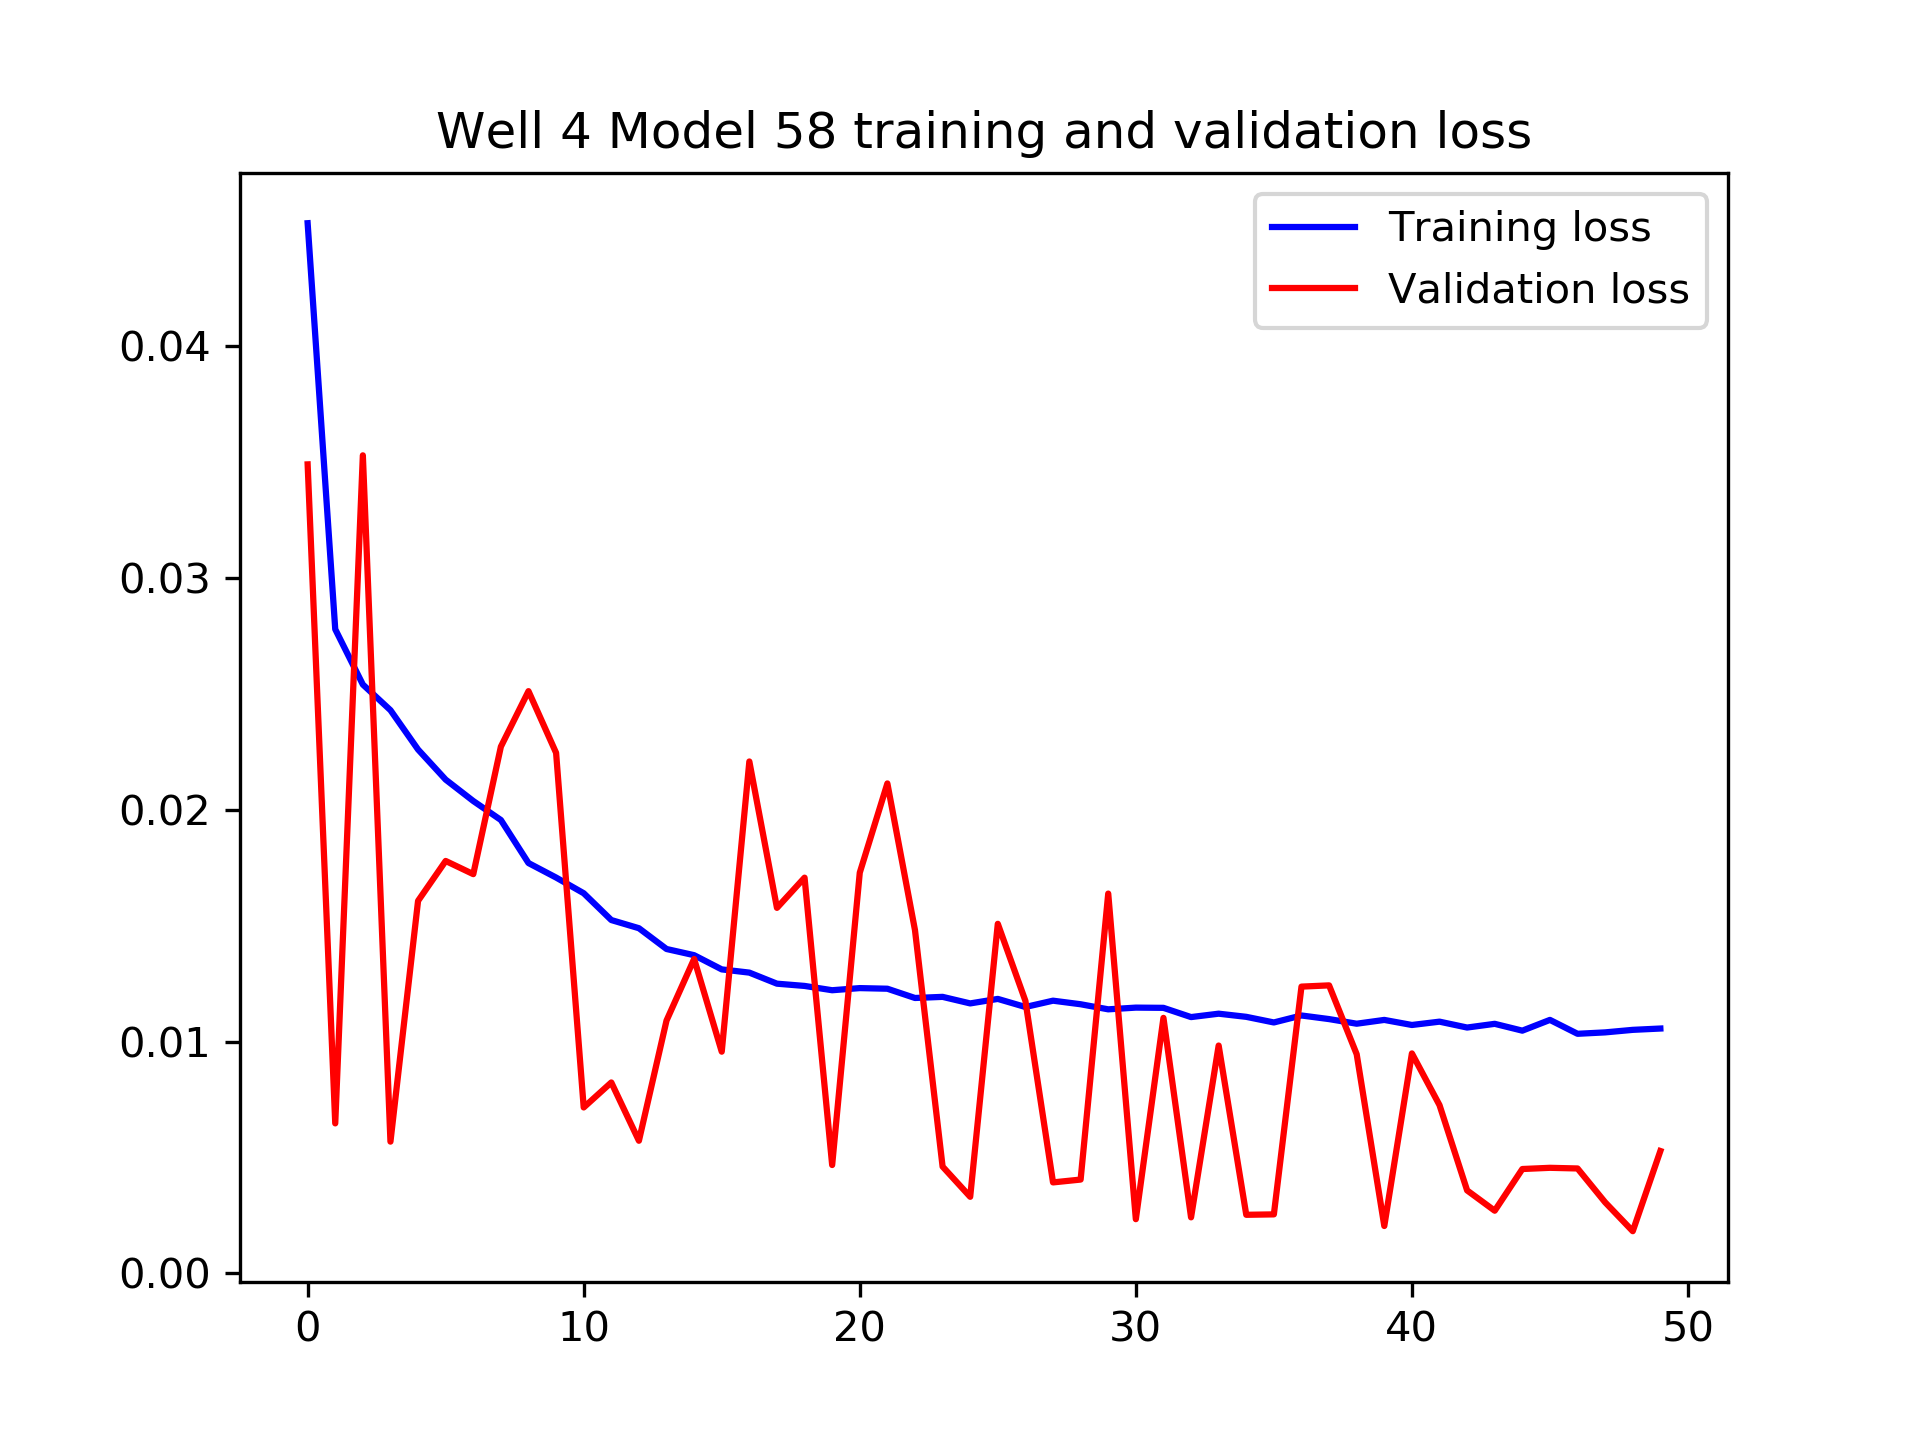 Well 4 Model 58 training and validation loss
Training loss
Validation loss
0.04
0.03
0.02
0.01
0.00
0 10 20 30 40 50